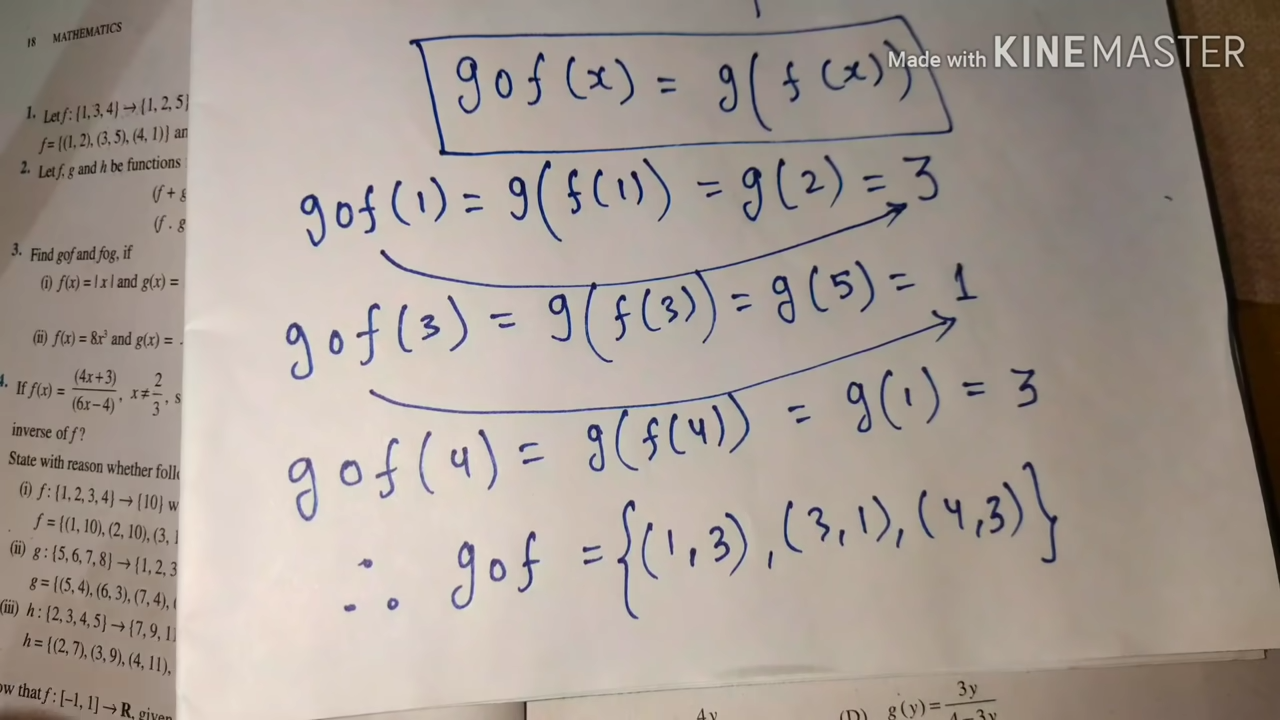 18 MATHEMATICS
1. Let f : {1, 3, 4} → {1, 2, 5}
f = {(1, 2), (3, 5), (4, 1)} an
2. Let f, g and h be functions
(f + g
(f . g
3. Find gof and fog, if
(i) f(x) = | x | and g(x) =
(ii) f(x) = 8x³ and g(x) =
4. If f(x) = (4x+3)/(6x−4), x ≠ 2/3, s
inverse of f?
State with reason whether follo
(i) f : {1, 2, 3, 4} → {10} w
f = {(1, 10), (2, 10), (3, 1
(ii) g : {5, 6, 7, 8} → {1, 2, 3
g = {(5, 4), (6, 3), (7, 4), (
(iii) h : {2, 3, 4, 5} → {7, 9, 11
h = {(2, 7), (3, 9), (4, 11),
ow that f : [−1, 1] → R, given
Made with KINEMASTER
gof(x) = g(f(x))
gof(1) = g(f(1)) = g(2) = 3
gof(3) = g(f(3)) = g(5) = 1
gof(4) = g(f(4)) = g(1) = 3
∴ gof = {(1,3), (3,1), (4,3)}
4y
(D) g(y) = 3y/4−3y